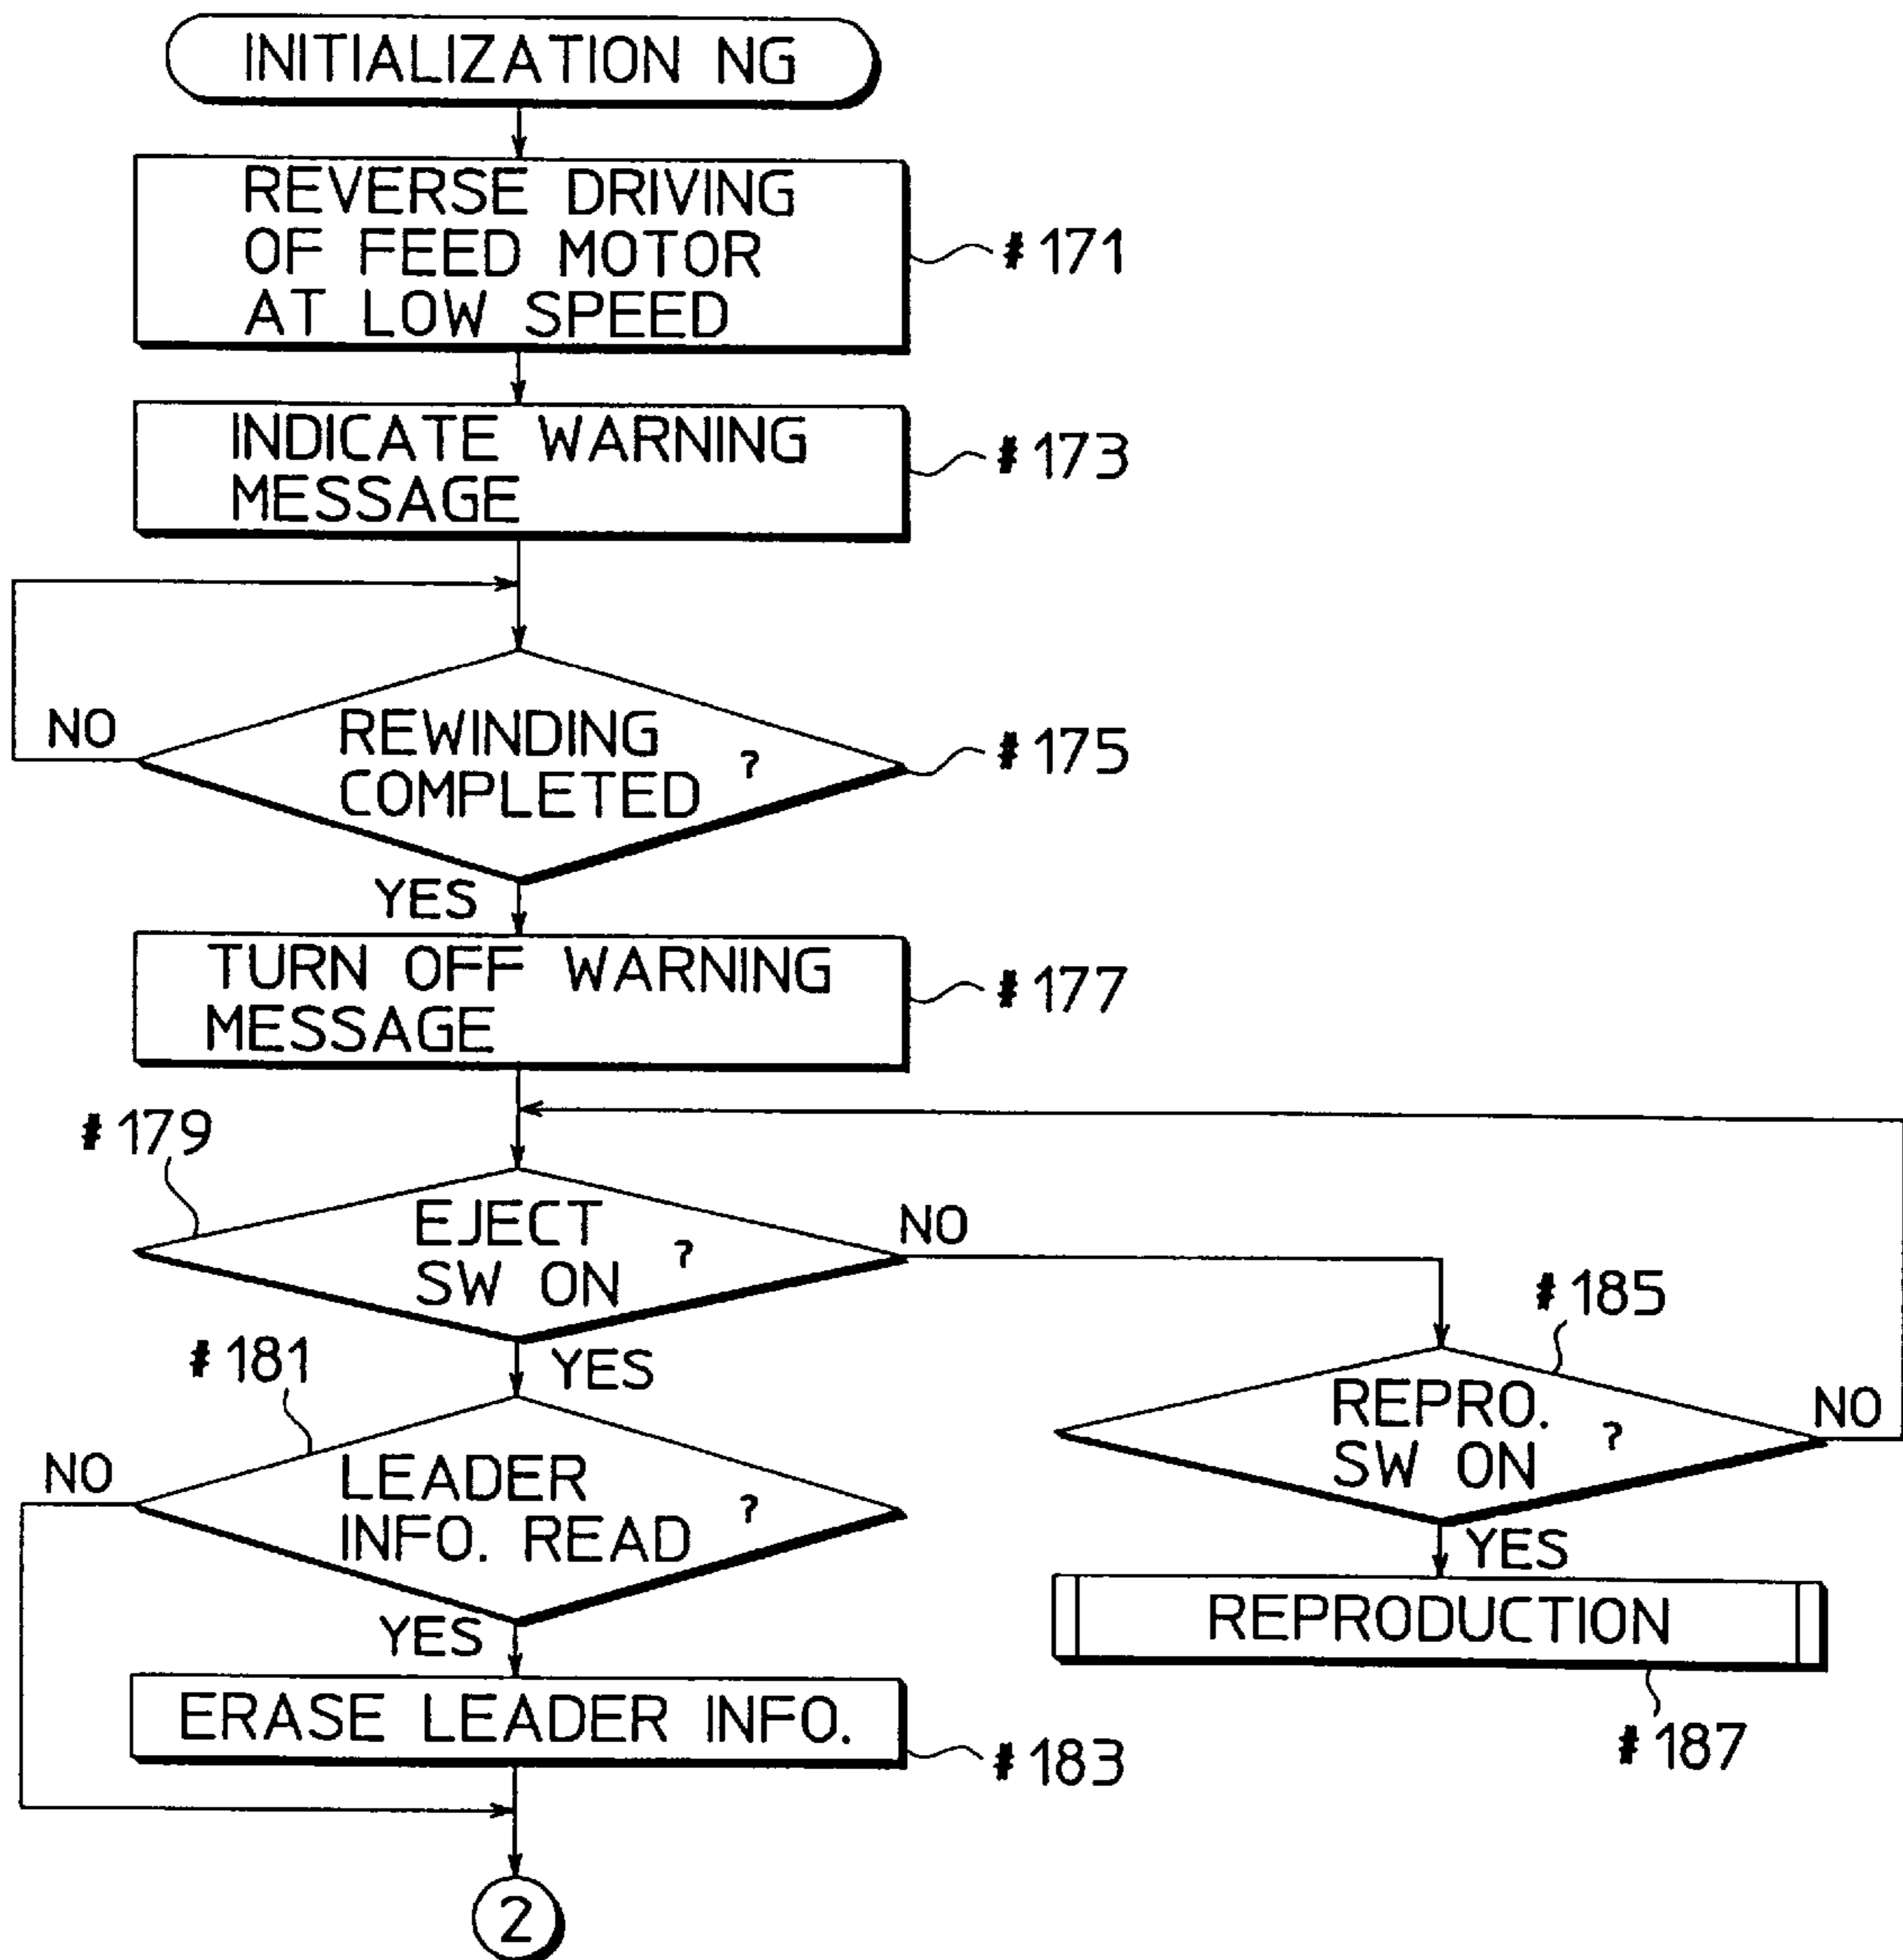 INITIALIZATION NG
REVERSE DRIVING
OF FEED MOTOR
AT LOW SPEED
#171
INDICATE WARNING
MESSAGE
#173
NO
REWINDING
COMPLETED ?
#175
YES
TURN OFF WARNING
MESSAGE
#177
#179
EJECT
SW ON ?
NO
YES
#185
REPRO.
SW ON ?
NO
YES
REPRODUCTION
#187
#181
LEADER
INFO. READ ?
NO
YES
ERASE LEADER INFO.
#183
2